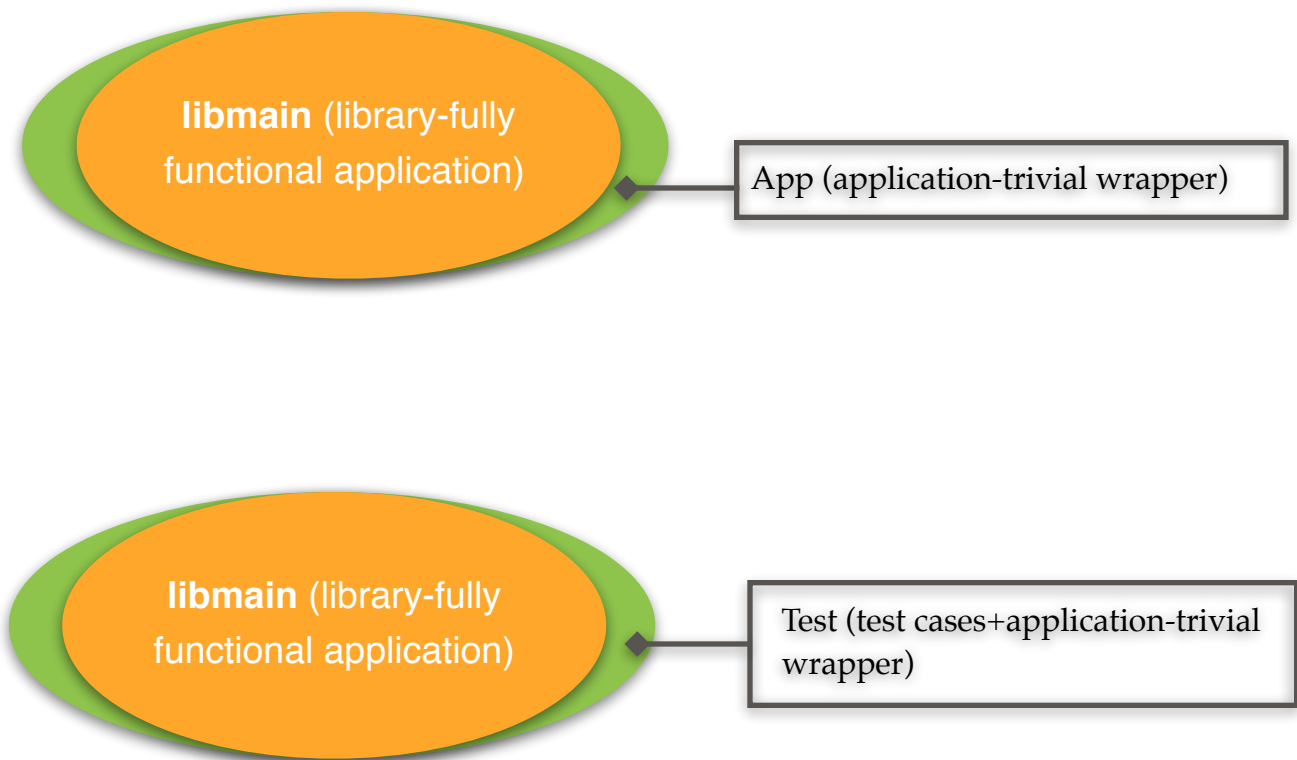 libmain (library-fully
functional application)
App (application-trivial wrapper)
libmain (library-fully
functional application)
Test (test cases+application-trivial
wrapper)